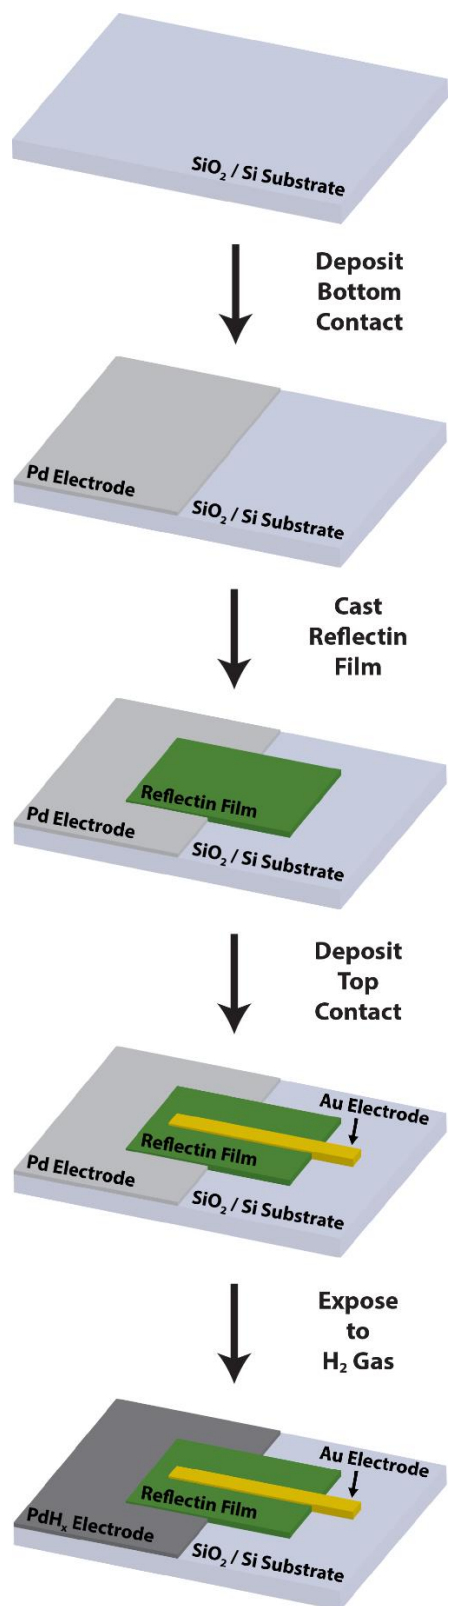 SiO₂ / Si Substrate
Deposit
Bottom
Contact
Pd Electrode
SiO₂ / Si Substrate
Cast
Reflectin
Film
Reflectin Film
Pd Electrode
SiO₂ / Si Substrate
Deposit
Top
Contact
Au Electrode
Reflectin Film
Pd Electrode
SiO₂ / Si Substrate
Expose
to
H₂ Gas
Au Electrode
Reflectin Film
PdHₓ Electrode
SiO₂ / Si Substrate